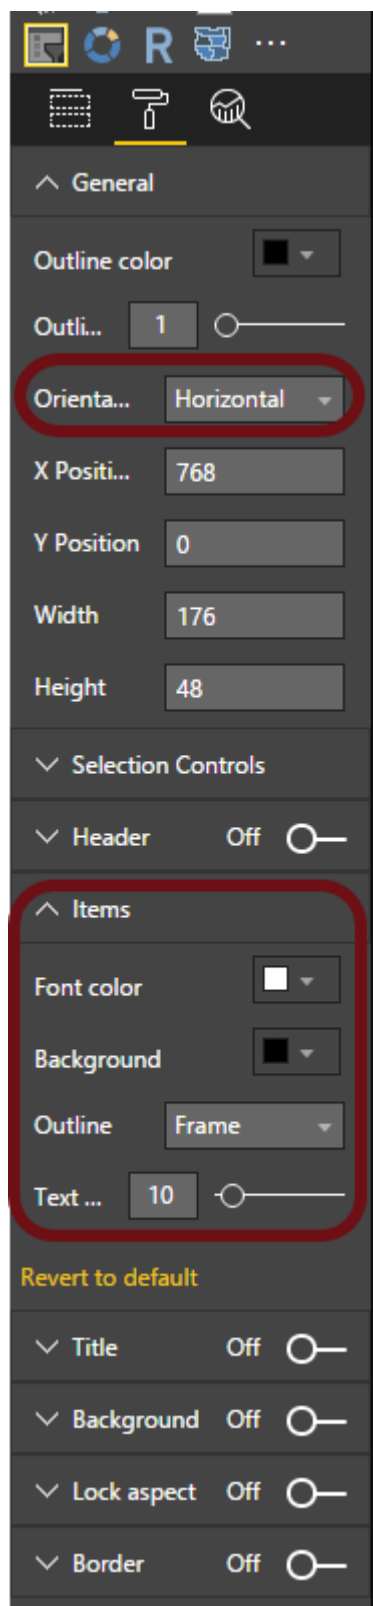 R ...
General
Outline color
Outli... 1
Orienta... Horizontal
X Positi... 768
Y Position 0
Width 176
Height 48
Selection Controls
Header Off
Items
Font color
Background
Outline Frame
Text ... 10
Revert to default
Title Off
Background Off
Lock aspect Off
Border Off